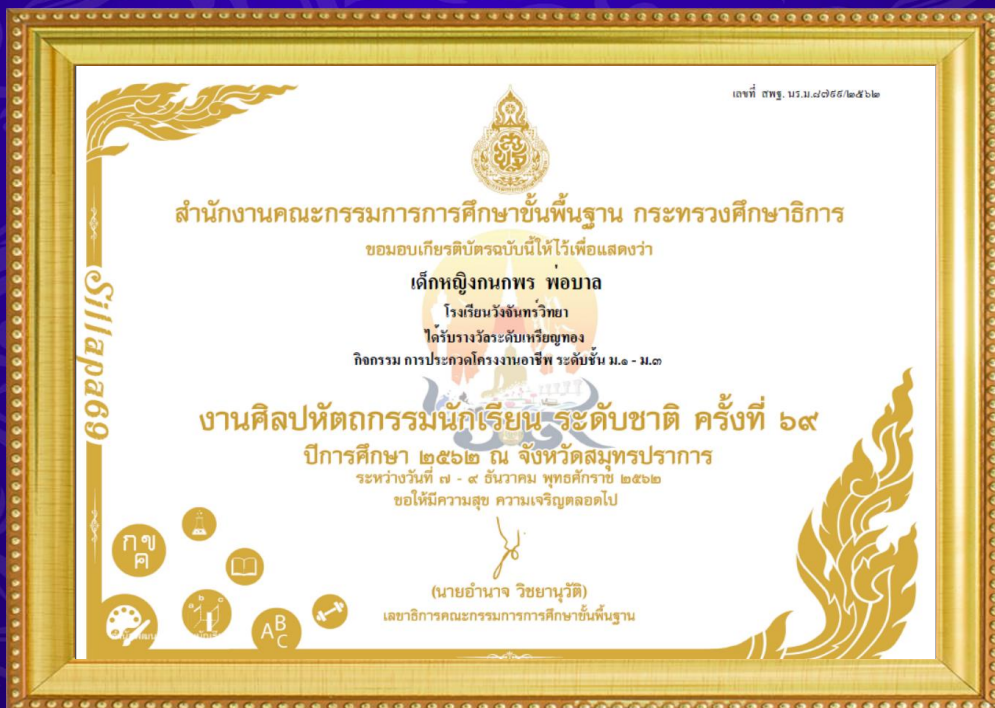 เลขที่ สพฐ. นร.ม.๘๗๙๙/๒๕๖๒
สำนักงานคณะกรรมการการศึกษาขั้นพื้นฐาน กระทรวงศึกษาธิการ
ขอมอบเกียรติบัตรฉบับนี้ให้ไว้เพื่อแสดงว่า
เด็กหญิงกนกพร พ่อบาล
โรงเรียนวังจันทร์วิทยา
ได้รับรางวัลระดับเหรียญทอง
กิจกรรม การประกวดโครงงานอาชีพ ระดับชั้น ม.๑ - ม.๓
งานศิลปหัตถกรรมนักเรียน ระดับชาติ ครั้งที่ ๖๙
ปีการศึกษา ๒๕๖๒ ณ จังหวัดสมุทรปราการ
ระหว่างวันที่ ๗ - ๙ ธันวาคม พุทธศักราช ๒๕๖๒
ขอให้มีความสุข ความเจริญตลอดไป
(นายอำนาจ วิชยานุวัติ)
เลขาธิการคณะกรรมการการศึกษาขั้นพื้นฐาน
Sillapa69
กข
ค
AB
C